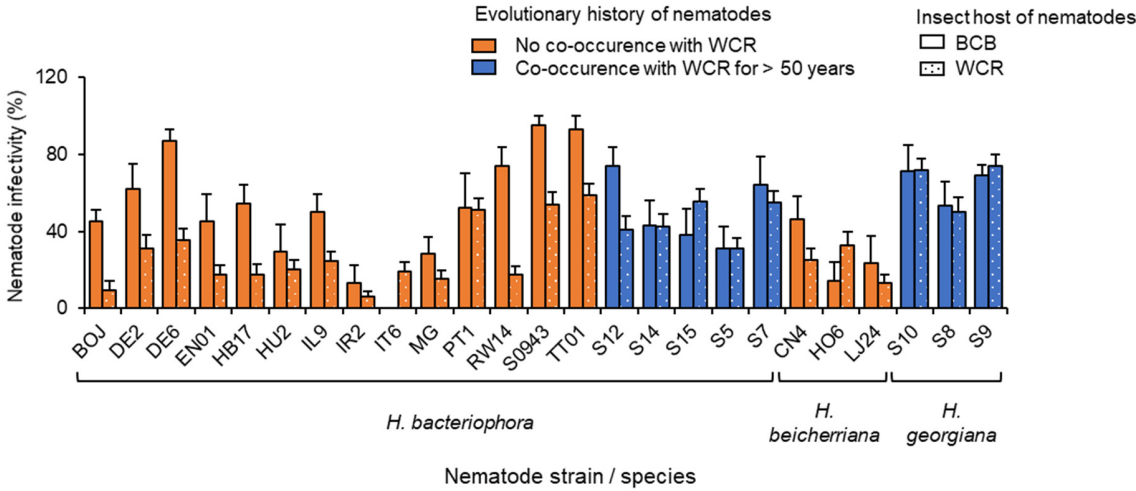 Evolutionary history of nematodes
No co-occurence with WCR
Co-occurence with WCR for > 50 years
Insect host of nematodes
BCB
WCR
Nematode infectivity (%)
120
80
40
0
BOJ
DE2
DE6
EN01
HB17
HU2
IL9
IR2
IT6
MG
PT1
RW14
S0943
TT01
S12
S14
S15
S5
S7
CN4
HO6
LJ24
S10
S8
S9
H. bacteriophora
H.
beicherriana
H.
georgiana
Nematode strain / species